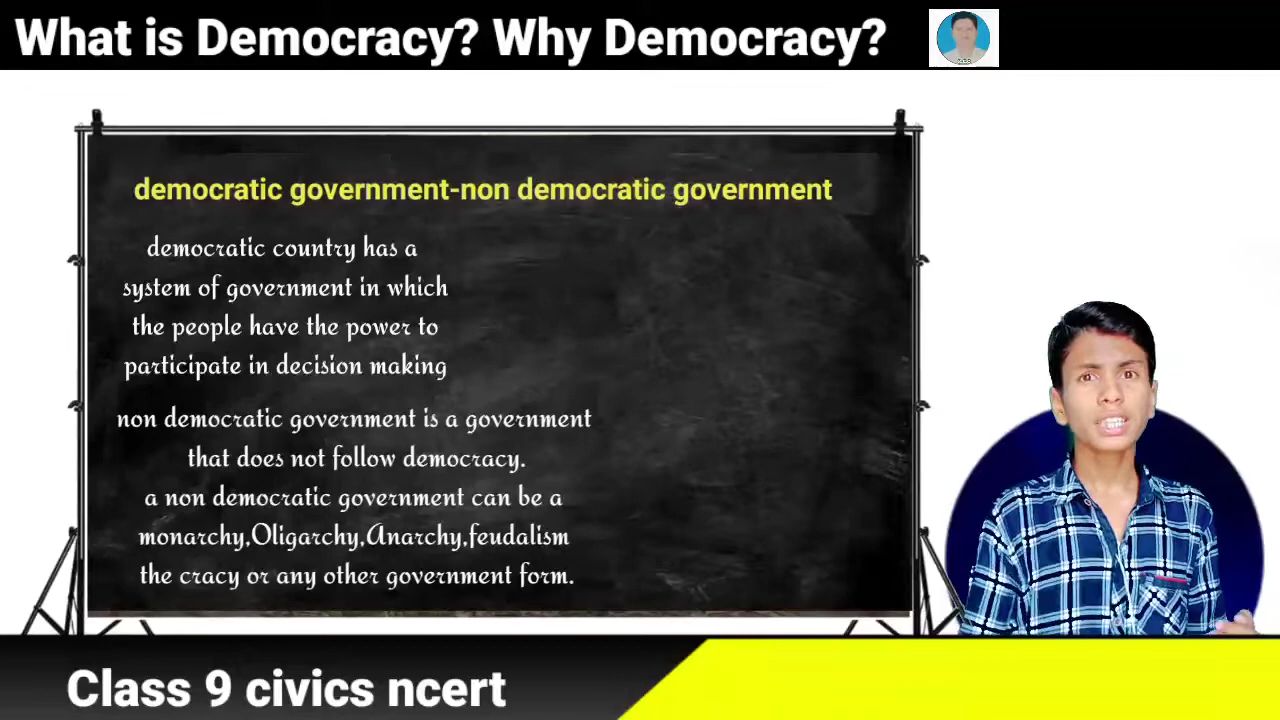 What is Democracy? Why Democracy?
democratic government-non democratic government
democratic country has a
system of government in which
the people have the power to
participate in decision making
non democratic government is a government
that does not follow democracy.
a non democratic government can be a
monarchy,Oligarchy,Anarchy,feudalism
the cracy or any other government form.
Class 9 civics ncert